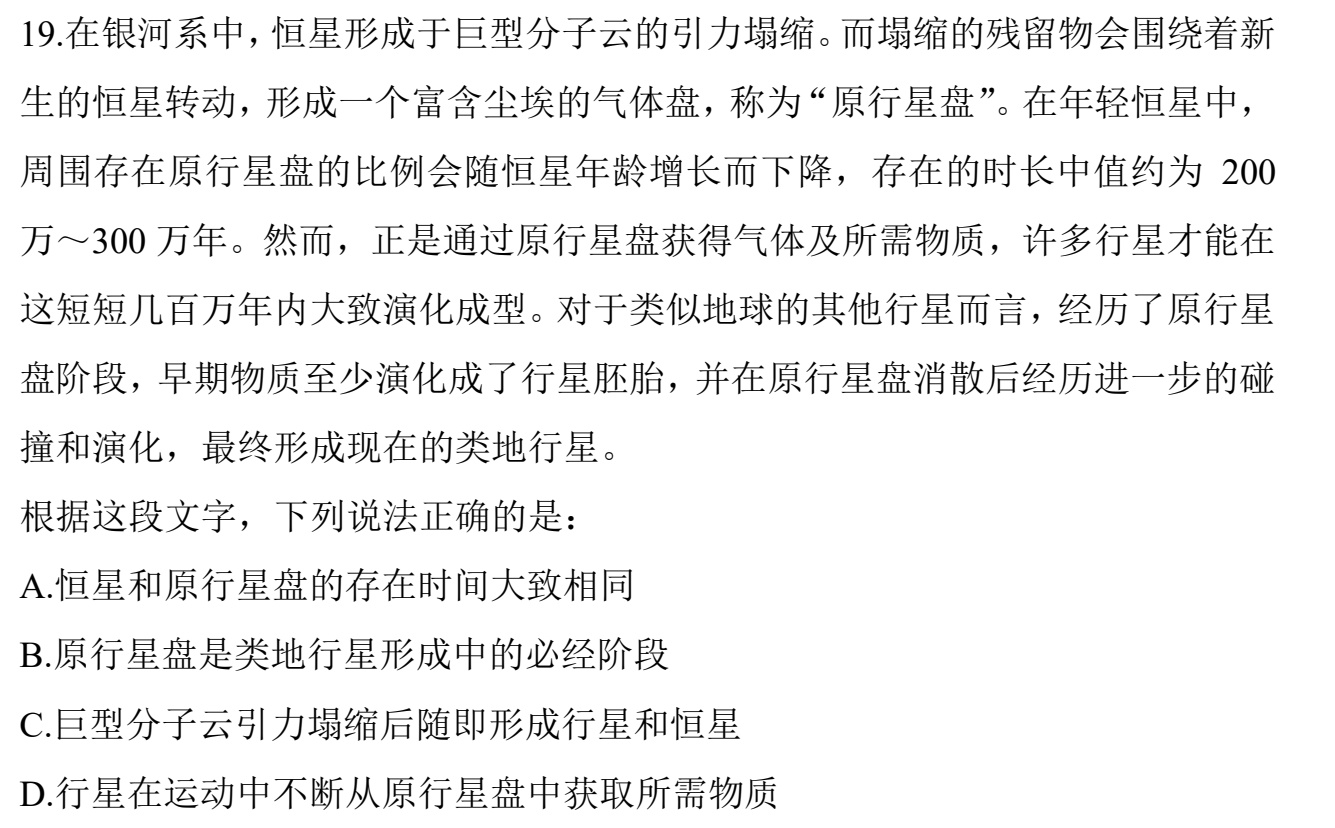 19.在银河系中，恒星形成于巨型分子云的引力塌缩。而塌缩的残留物会围绕着新
生的恒星转动，形成一个富含尘埃的气体盘，称为“原行星盘”。在年轻恒星中，
周围存在原行星盘的比例会随恒星年龄增长而下降，存在的时长中值约为 200
万～300 万年。然而，正是通过原行星盘获得气体及所需物质，许多行星才能在
这短短几百万年内大致演化成型。对于类似地球的其他行星而言，经历了原行星
盘阶段，早期物质至少演化成了行星胚胎，并在原行星盘消散后经历进一步的碰
撞和演化，最终形成现在的类地行星。
根据这段文字，下列说法正确的是：
A.恒星和原行星盘的存在时间大致相同
B.原行星盘是类地行星形成中的必经阶段
C.巨型分子云引力塌缩后随即形成行星和恒星
D.行星在运动中不断从原行星盘中获取所需物质